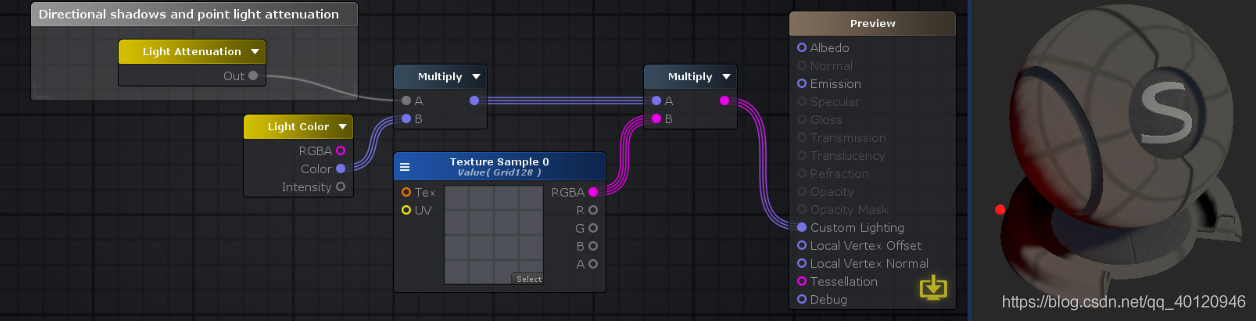 Directional shadows and point light attenuation
Light Attenuation
Out
Light Color
RGBA
Color
Intensity
Multiply
A
B
Texture Sample 0
Value( Grid128 )
Tex
UV
RGBA
R
G
B
A
Select
Multiply
A
B
Preview
Albedo
Normal
Emission
Specular
Gloss
Transmission
Translucency
Refraction
Opacity
Opacity Mask
Custom Lighting
Local Vertex Offset
Local Vertex Normal
Tessellation
Debug
S
https://blog.csdn.net/qq_40120946